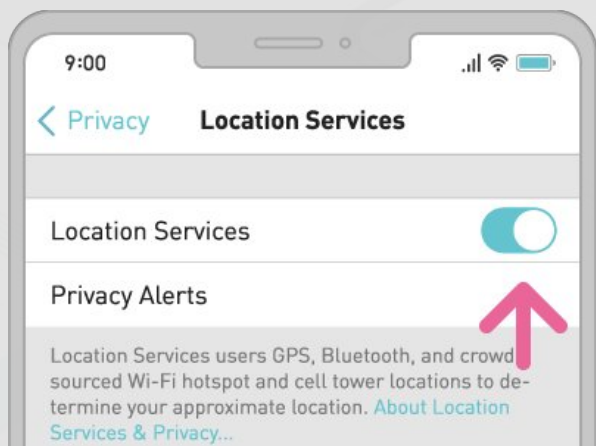 9:00
Privacy Location Services
Location Services
Privacy Alerts
Location Services users GPS, Bluetooth, and crowd
sourced Wi-Fi hotspot and cell tower locations to de-
termine your approximate location. About Location
Services & Privacy...